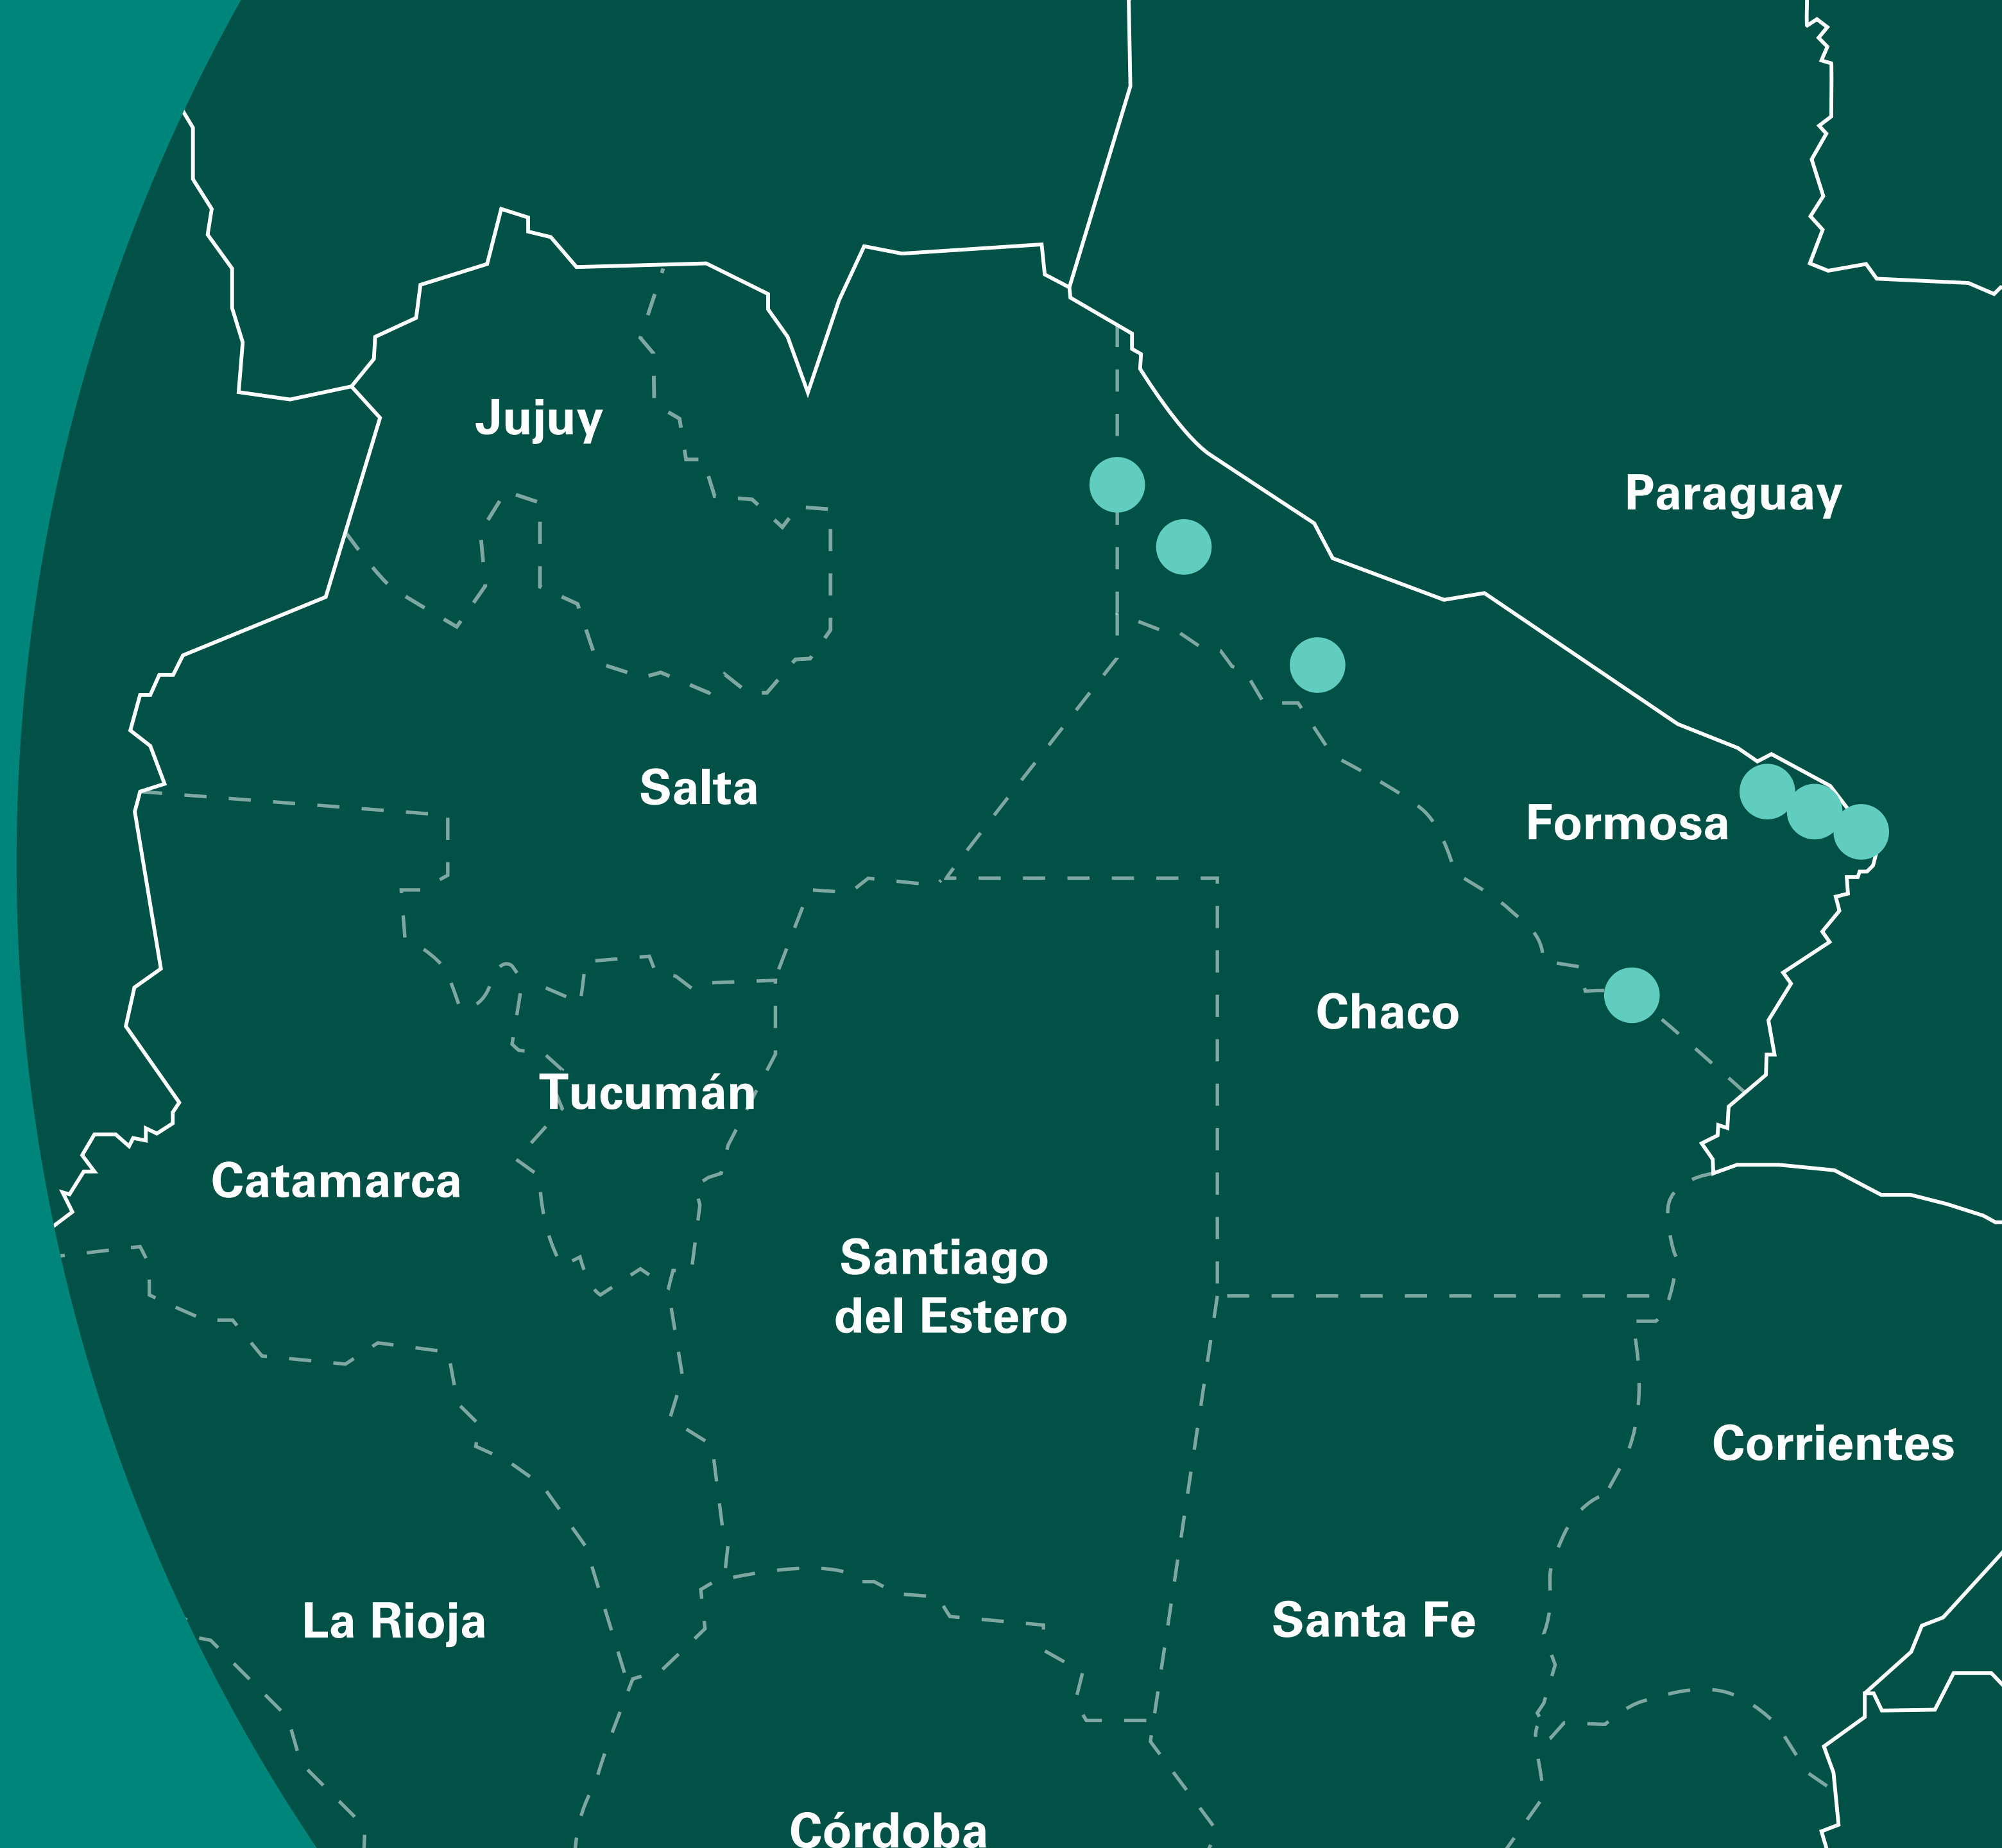 Jujuy
Paraguay
Salta
Formosa
Chaco
Tucumán
Catamarca
Santiago
del Estero
Corrientes
La Rioja
Santa Fe
Córdoba